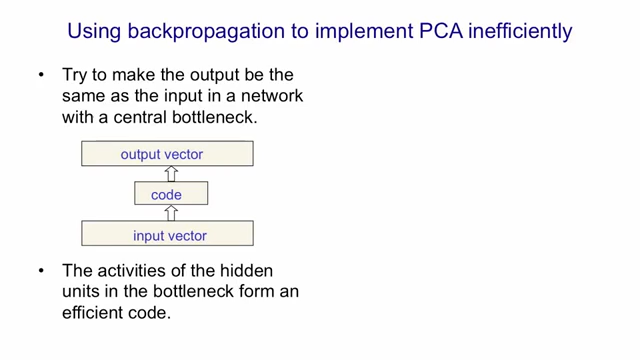 Using backpropagation to implement PCA inefficiently
• Try to make the output be the
same as the input in a network
with a central bottleneck.
output vector
code
input vector
• The activities of the hidden
units in the bottleneck form an
efficient code.